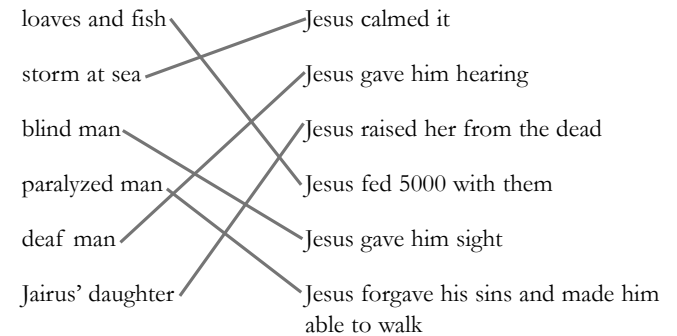 loaves and fish Jesus calmed it
storm at sea Jesus gave him hearing
blind man Jesus raised her from the dead
paralyzed man Jesus fed 5000 with them
deaf man Jesus gave him sight
Jairus’ daughter Jesus forgave his sins and made him
able to walk